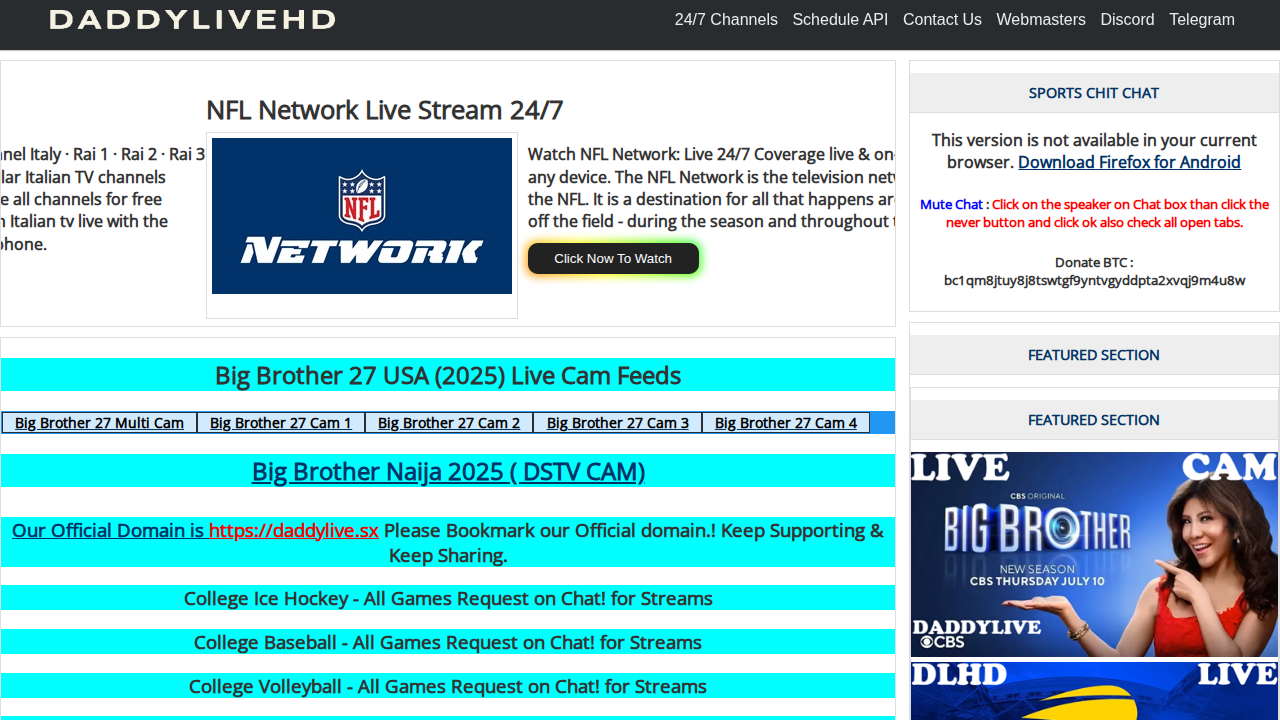 DADDYLIVEHD
24/7 Channels Schedule API Contact Us Webmasters Discord Telegram
NFL Network Live Stream 24/7
Italy · Rai 1 · Rai 2 · Rai 3
Italian TV channels
all channels for free
Italian tv live with the
NFL
NETWORK
Watch NFL Network: Live 24/7 Coverage live &
any device. The NFL Network is the television
the NFL. It is a destination for all that happens
off the field - during the season and throughout
Click Now To Watch
Big Brother 27 USA (2025) Live Cam Feeds
Big Brother 27 Multi Cam Big Brother 27 Cam 1 Big Brother 27 Cam 2 Big Brother 27 Cam 3 Big Brother 27 Cam 4
Big Brother Naija 2025 ( DSTV CAM)
Our Official Domain is https://daddylive.sx Please Bookmark our Official domain.! Keep Supporting &
Keep Sharing.
College Ice Hockey - All Games Request on Chat! for Streams
College Baseball - All Games Request on Chat! for Streams
College Volleyball - All Games Request on Chat! for Streams
SPORTS CHIT CHAT
This version is not available in your current
browser. Download Firefox for Android
Mute Chat : Click on the speaker on Chat box than click the
never button and click ok also check all open tabs.
Donate BTC :
bc1qm8jtuy8j8tswtgf9yntvgyddpta2xvqj9m4u8w
FEATURED SECTION
FEATURED SECTION
LIVE CAM
CBS ORIGINAL
BIG BROTHER
NEW SEASON
CBS THURSDAY JULY 10
DADDYLIVE
CBS
DLHD LIVE